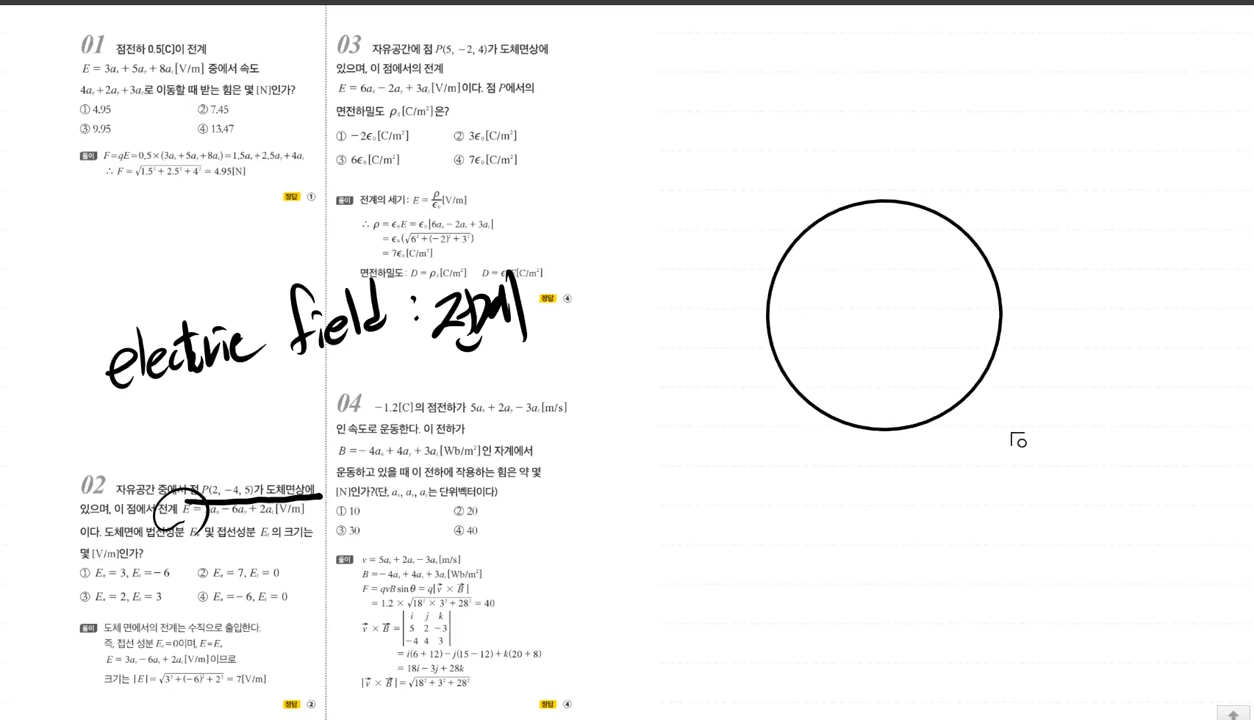 01 점전하 0.5[C]이 전계
E = 3aₓ + 5aᵧ + 8a_z[V/m] 중에서 속도
4aₓ + 2aᵧ + 3a_z로 이동할 때 받는 힘은 몇 [N]인가?
① 4.95 ② 7.45
③ 9.95 ④ 13.47
풀이 F=qE=0.5×(3aₓ+5aᵧ+8a_z)=1.5aₓ+2.5aᵧ+4a_z
∴ F = √1.5² + 2.5² + 4² = 4.95[N]
정답 ①
electric field : 전계
02 자유공간 중에서 점 P(2, −4, 5)가 도체면상에
있으며, 이 점에서 전계 E = aₓ − 6aᵧ + 2a_z[V/m]
이다. 도체면에 법선성분 Eₙ 및 접선성분 Eₜ의 크기는
몇 [V/m]인가?
① Eₙ = 3, Eₜ = −6 ② Eₙ = 7, Eₜ = 0
③ Eₙ = 2, Eₜ = 3 ④ Eₙ = −6, Eₜ = 0
풀이 도체 면에서의 전계는 수직으로 출입한다.
즉, 접선 성분 Eₜ=0이며, E=Eₙ
E = 3aₓ − 6aᵧ + 2a_z[V/m]이므로
크기는 |E| = √3² + (−6)² + 2² = 7[V/m]
정답 ②
03 자유공간에 점 P(5, −2, 4)가 도체면상에
있으며, 이 점에서의 전계
E = 6aₓ − 2aᵧ + 3a_z[V/m]이다. 점 P에서의
면전하밀도 ρₛ[C/m²]은?
① −2ϵ₀[C/m²] ② 3ϵ₀[C/m²]
③ 6ϵ₀[C/m²] ④ 7ϵ₀[C/m²]
풀이 전계의 세기 : E = ρ/ϵ₀[V/m]
∴ ρ = ϵ₀E = ϵ₀|6aₓ − 2aᵧ + 3a_z|
= ϵ₀(√6² + (−2)² + 3²)
= 7ϵ₀[C/m²]
면전하밀도 : D = ρₛ[C/m²] D = [C/m²]
정답 ④
04 −1.2[C]의 점전하가 5aₓ + 2aᵧ − 3a_z[m/s]
인 속도로 운동한다. 이 전하가
B = −4aₓ + 4aᵧ + 3a_z[Wb/m²]인 자계에서
운동하고 있을 때 이 전하에 작용하는 힘은 약 몇
[N]인가?(단, aₓ, aᵧ, a_z는 단위벡터이다)
① 10 ② 20
③ 30 ④ 40
풀이 v = 5aₓ + 2aᵧ − 3a_z[m/s]
B = −4aₓ + 4aᵧ + 3a_z[Wb/m²]
F = qvB sinθ = q|v⃗ × B⃗|
= 1.2 × √18² × 3² + 28² = 40
v⃗ × B⃗ = | i j k
5 2 −3
−4 4 3 |
= i(6 + 12) − j(15 − 12) + k(20 + 8)
= 18i − 3j + 28k
|v⃗ × B⃗| = √18² + 3² + 28²
정답 ④